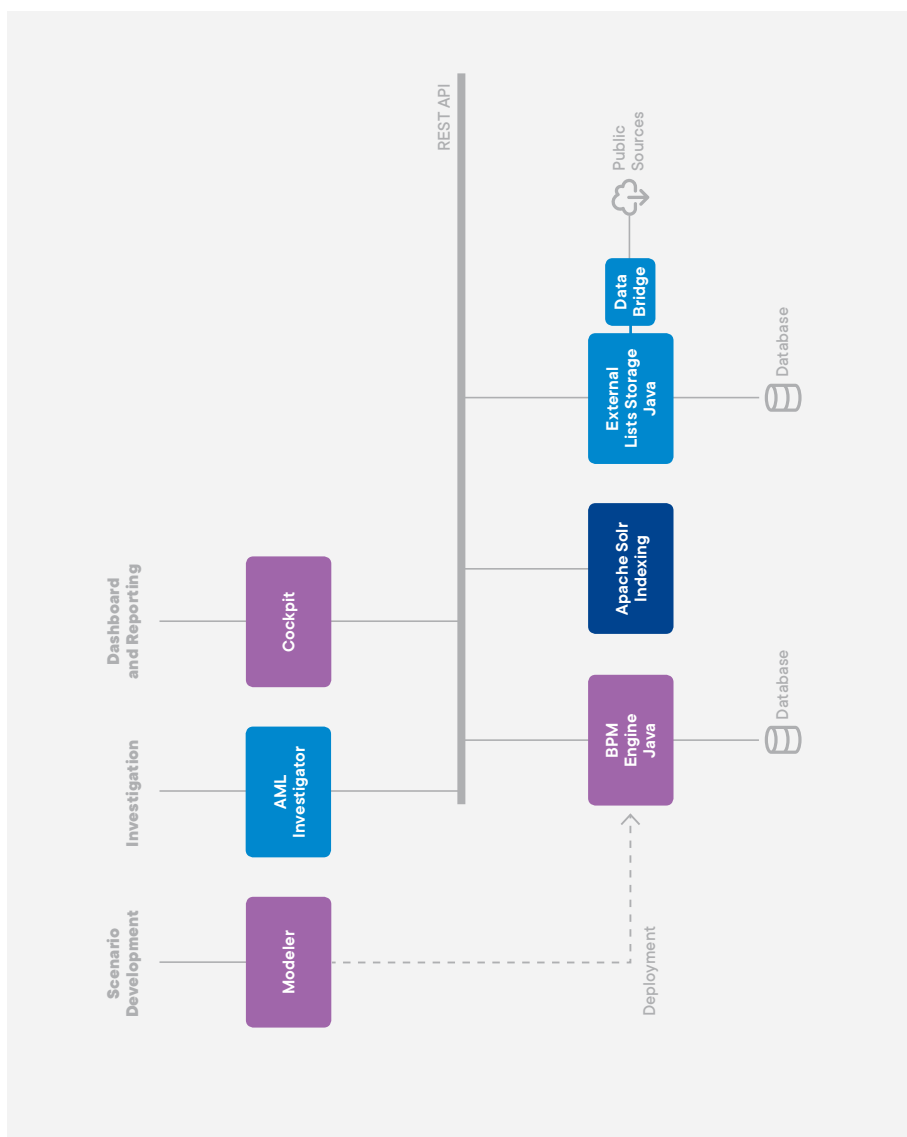 Scenario
Development
Investigation
Dashboard
and Reporting
Modeler
AML
Investigator
Cockpit
REST API
Deployment
BPM
Engine
Java
Apache Solr
Indexing
External
Lists Storage
Java
Data
Bridge
Public
Sources
Database
Database